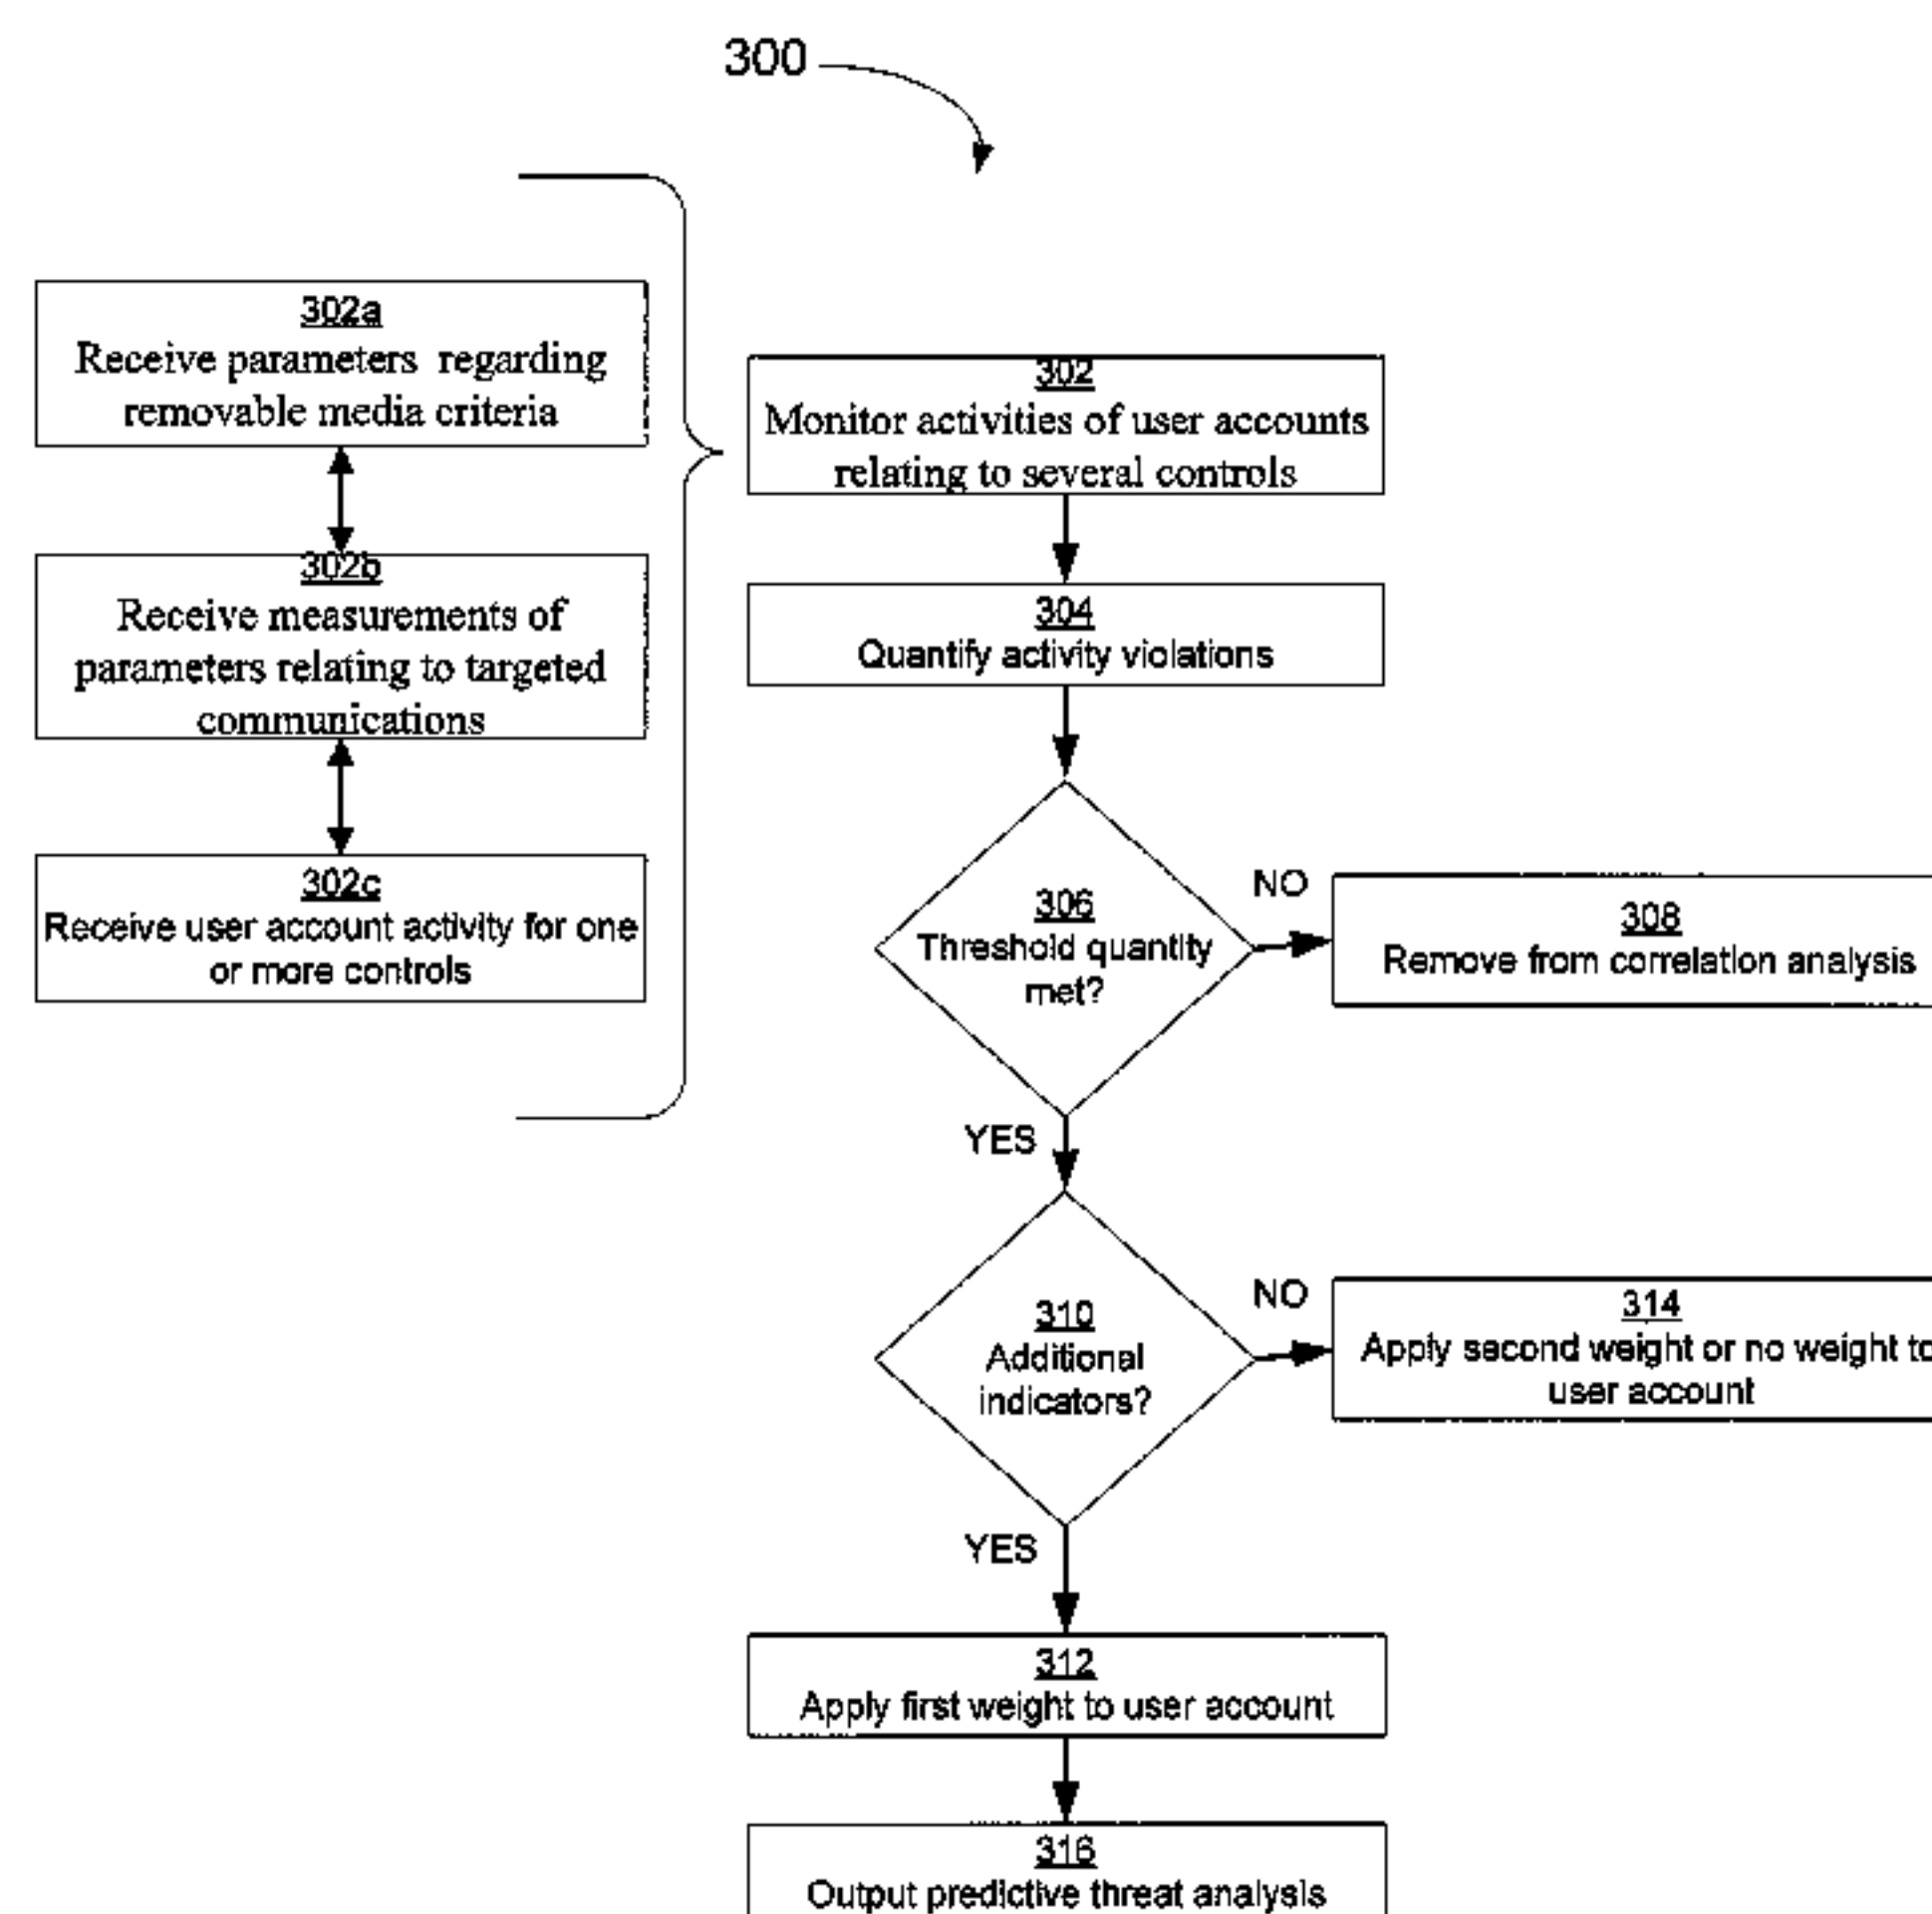 300
302a
Receive parameters regarding
removable media criteria
302b
Receive measurements of
parameters relating to targeted
communications
302c
Receive user account activity for one
or more controls
302
Monitor activities of user accounts
relating to several controls
304
Quantify activity violations
306
Threshold quantity
met?
NO
308
Remove from correlation analysis
YES
310
Additional
indicators?
NO
314
Apply second weight or no weight to
user account
YES
312
Apply first weight to user account
316
Output predictive threat analysis